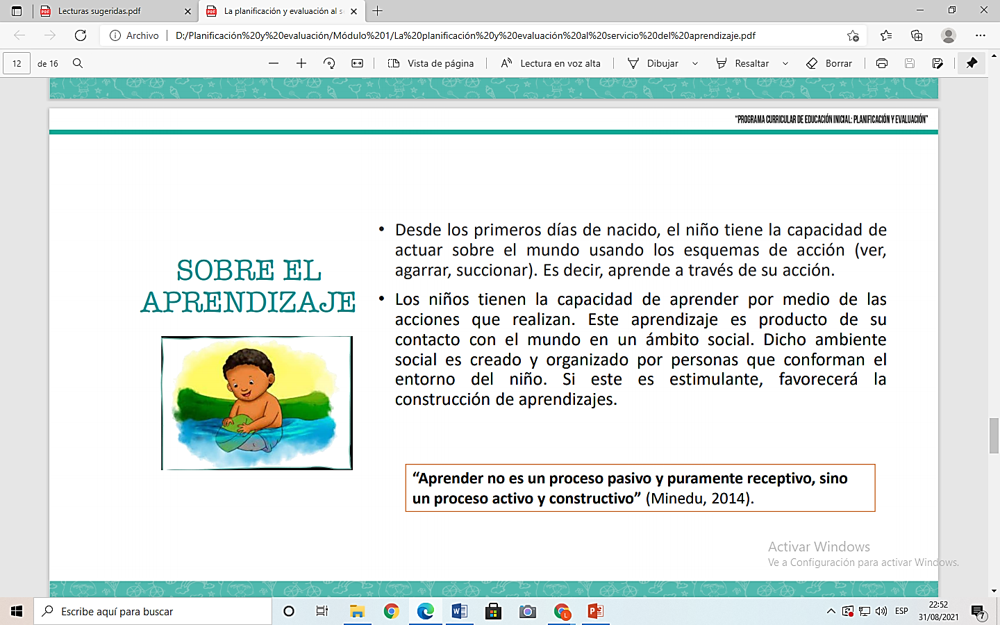 Lecturas sugeridas.pdf
La planificación y evaluación al s
Archivo
D:/Planificación%20y%20evaluación/Módulo%201/La%20planificación%20y%20evaluación%20al%20servicio%20del%20aprendizaje.pdf
12 de 16
Vista de página
Lectura en voz alta
Dibujar
Resaltar
Borrar
“PROGRAMA CURRICULAR DE EDUCACIÓN INICIAL: PLANIFICACIÓN Y EVALUACIÓN”
SOBRE EL
APRENDIZAJE
• Desde los primeros días de nacido, el niño tiene la capacidad de
actuar sobre el mundo usando los esquemas de acción (ver,
agarrar, succionar). Es decir, aprende a través de su acción.
• Los niños tienen la capacidad de aprender por medio de las
acciones que realizan. Este aprendizaje es producto de su
contacto con el mundo en un ámbito social. Dicho ambiente
social es creado y organizado por personas que conforman el
entorno del niño. Si este es estimulante, favorecerá la
construcción de aprendizajes.
“Aprender no es un proceso pasivo y puramente receptivo, sino
un proceso activo y constructivo” (Minedu, 2014).
Activar Windows
Ve a Configuración para activar Windows.
Escribe aquí para buscar
ESP
22:52
31/08/2021
7